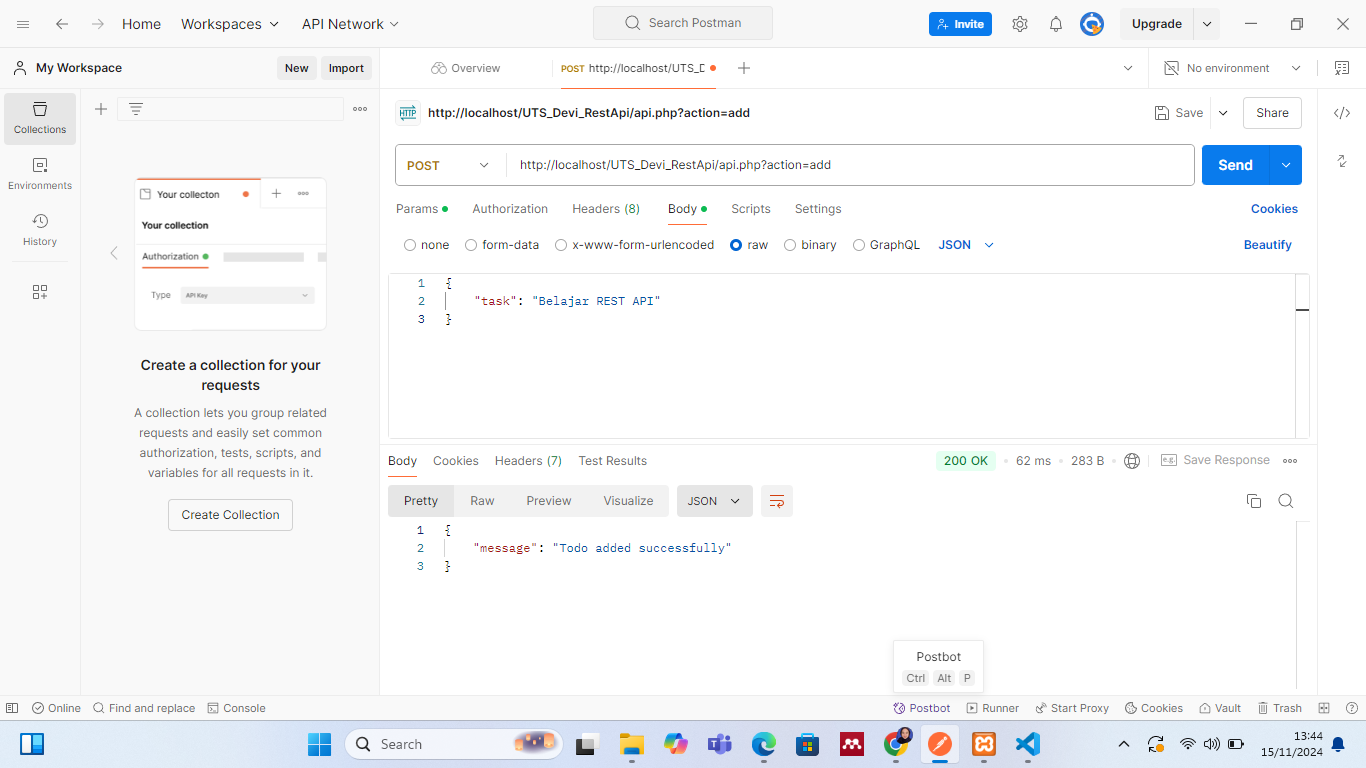 Home Workspaces API Network Search Postman Invite Upgrade
My Workspace New Import Overview POST http://localhost/UTS_D No environment
Collections
Environments
History
Your collecton
Your collection
Authorization
Type API Key
Create a collection for your
requests
A collection lets you group related
requests and easily set common
authorization, tests, scripts, and
variables for all requests in it.
Create Collection
HTTP http://localhost/UTS_Devi_RestApi/api.php?action=add Save Share
POST http://localhost/UTS_Devi_RestApi/api.php?action=add Send
Params Authorization Headers (8) Body Scripts Settings Cookies
none form-data x-www-form-urlencoded raw binary GraphQL JSON Beautify
1 {
2 "task": "Belajar REST API"
3 }
Body Cookies Headers (7) Test Results 200 OK 62 ms 283 B e.g. Save Response
Pretty Raw Preview Visualize JSON
1 {
2 "message": "Todo added successfully"
3 }
Postbot
Ctrl Alt P
Online Find and replace Console Postbot Runner Start Proxy Cookies Vault Trash
Search 13:44
15/11/2024